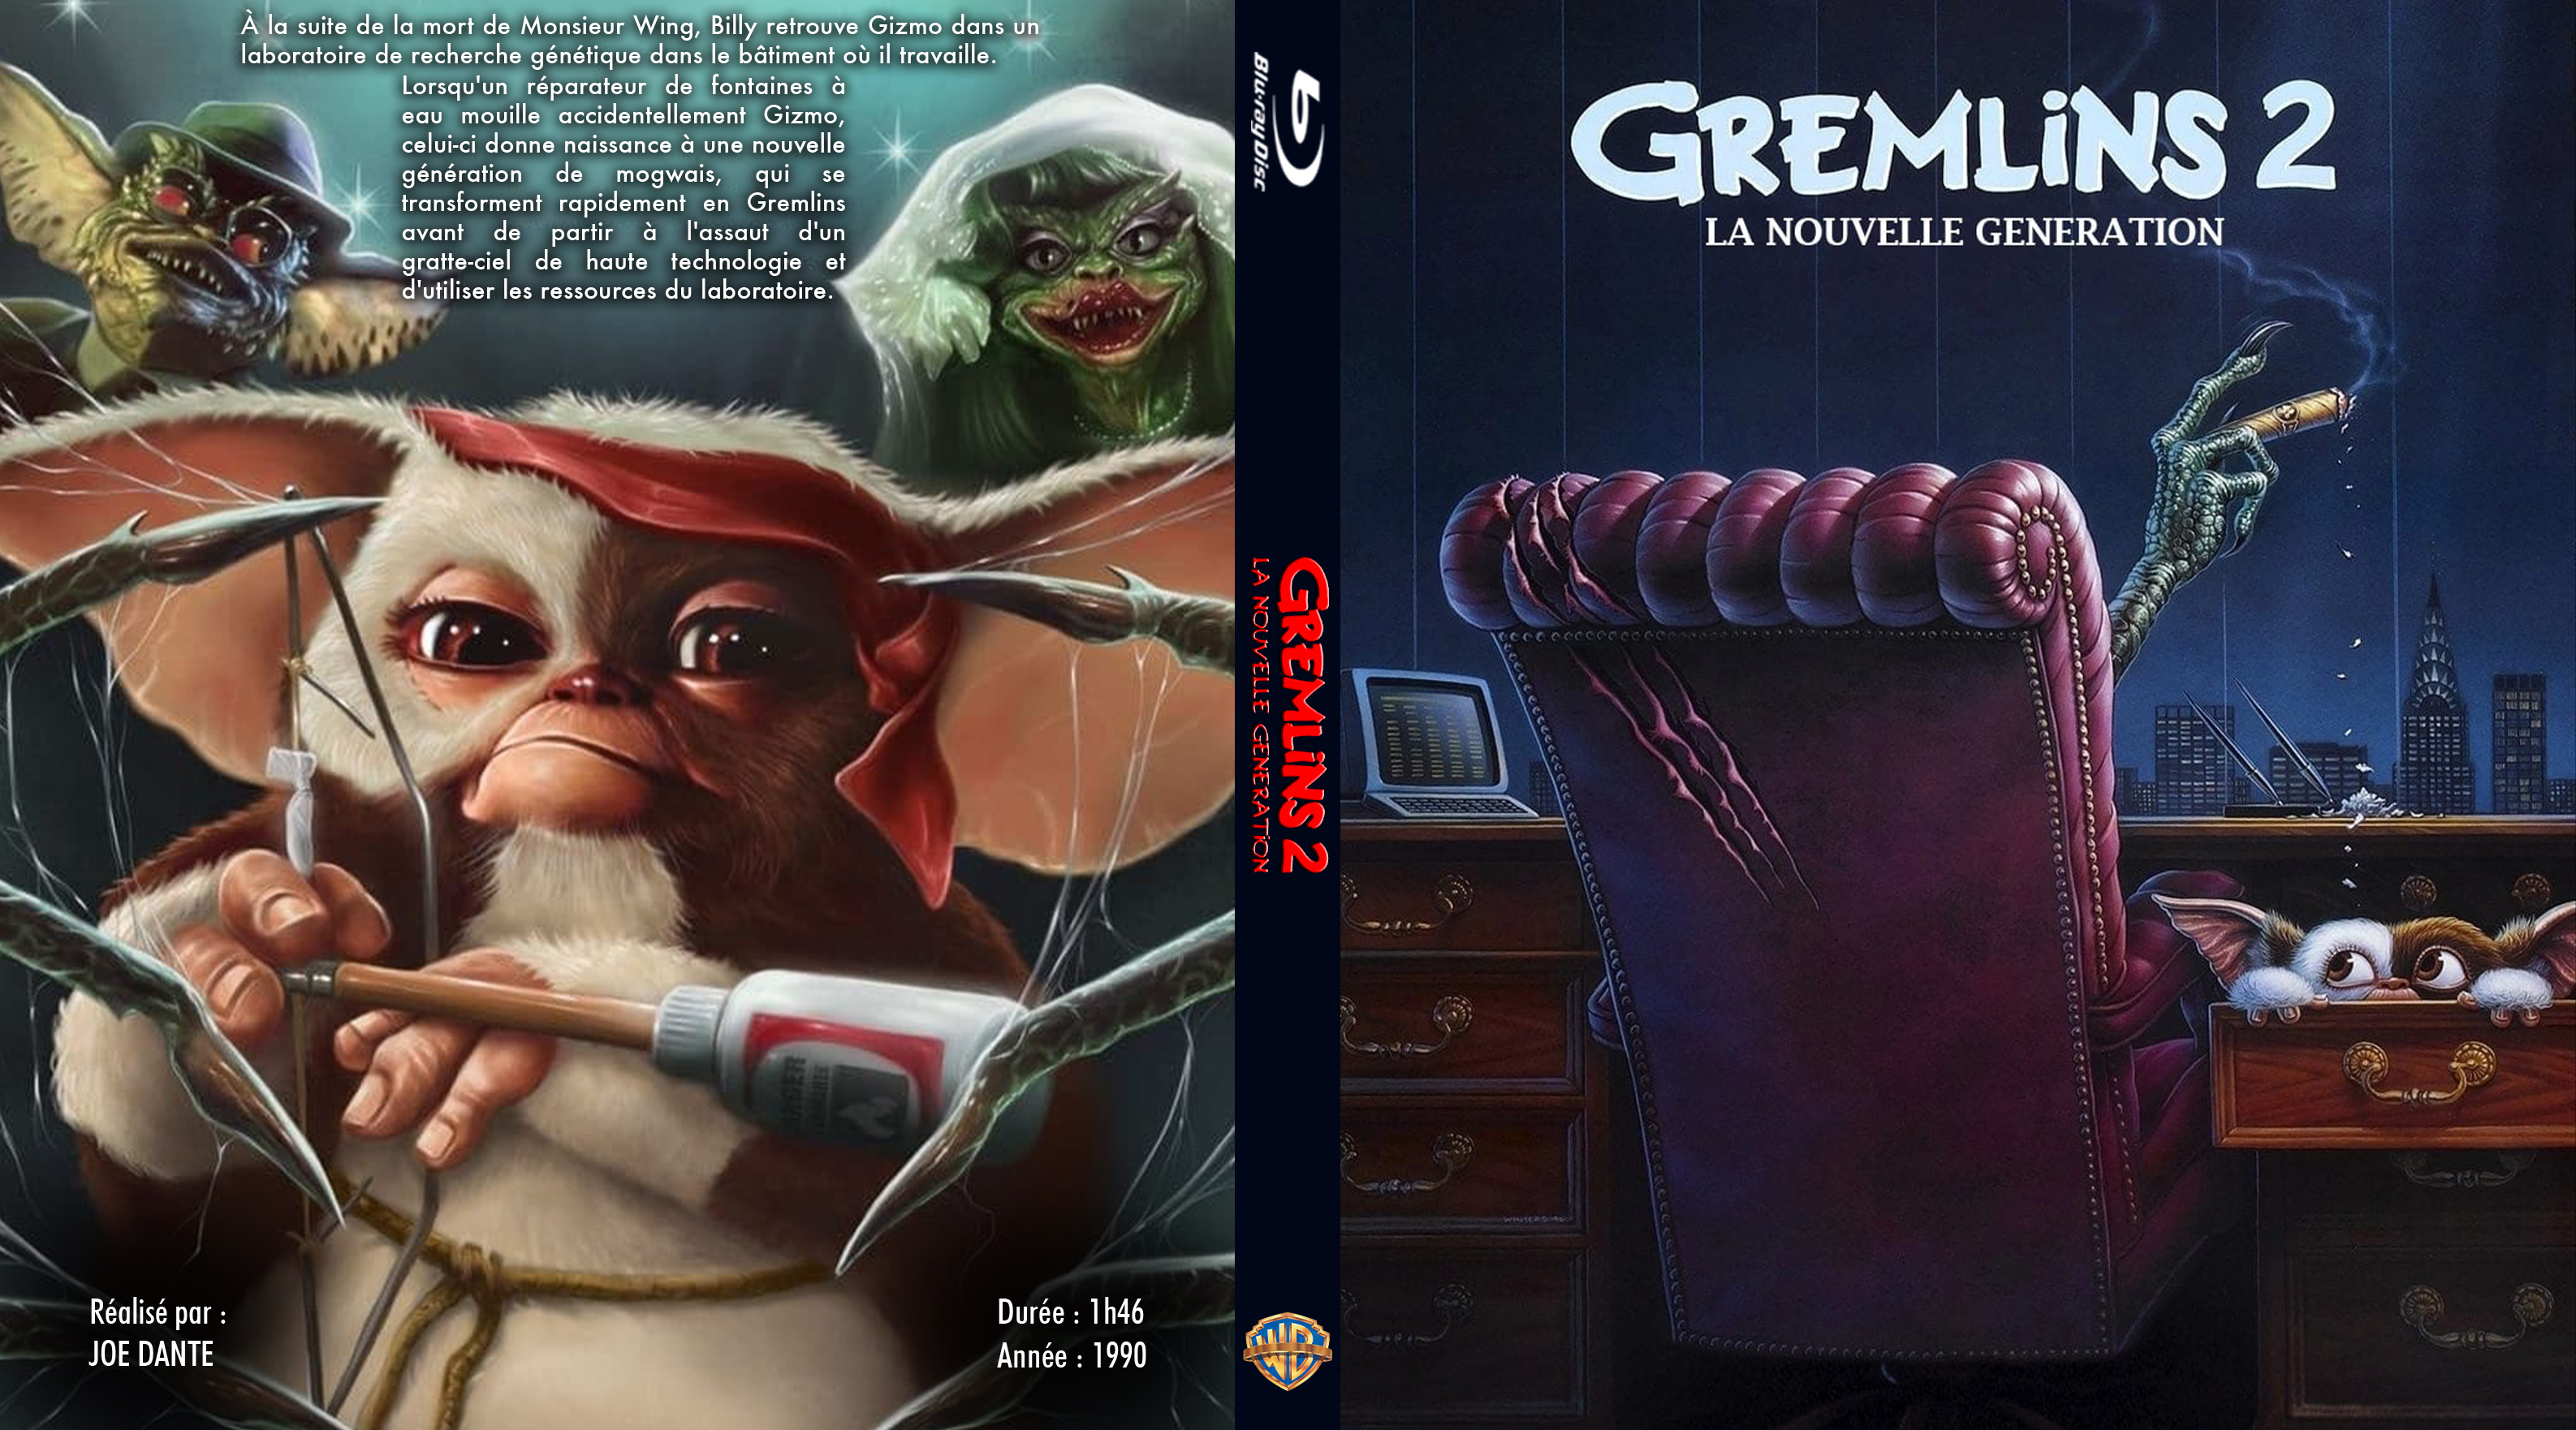 À la suite de la mort de Monsieur Wing, Billy retrouve Gizmo dans un
laboratoire de recherche génétique dans le bâtiment où il travaille.
Lorsqu'un réparateur de fontaines à
eau mouille accidentellement Gizmo,
celui-ci donne naissance à une nouvelle
génération de mogwais, qui se
transforment rapidement en Gremlins
avant de partir à l'assaut d'un
gratte-ciel de haute technologie et
d'utiliser les ressources du laboratoire.
Réalisé par :
JOE DANTE
Durée : 1h46
Année : 1990
Blu-ray Disc
GREMLiNS 2
LA NOUVELLE GENERATiON
WB
GREMLiNS 2
LA NOUVELLE GENERATION